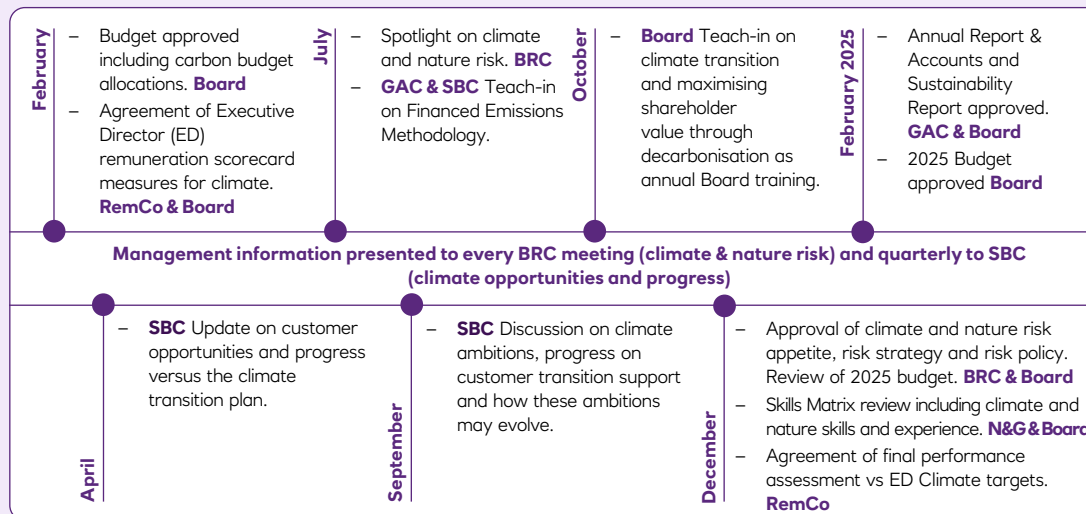 February
– Budget approved
including carbon budget
allocations. Board
– Agreement of Executive
Director (ED)
remuneration scorecard
measures for climate.
RemCo & Board
July
– Spotlight on climate
and nature risk. BRC
– GAC & SBC Teach-in
on Financed Emissions
Methodology.
October
– Board Teach-in on
climate transition
and maximising
shareholder
value through
decarbonisation as
annual Board training.
February 2025
– Annual Report &
Accounts and
Sustainability
Report approved.
GAC & Board
– 2025 Budget
approved Board
Management information presented to every BRC meeting (climate & nature risk) and quarterly to SBC
(climate opportunities and progress)
April
– SBC Update on customer
opportunities and progress
versus the climate
transition plan.
September
– SBC Discussion on climate
ambitions, progress on
customer transition support
and how these ambitions
may evolve.
December
– Approval of climate and nature risk
appetite, risk strategy and risk policy.
Review of 2025 budget. BRC & Board
– Skills Matrix review including climate and
nature skills and experience. N&G & Board
– Agreement of final performance
assessment vs ED Climate targets.
RemCo